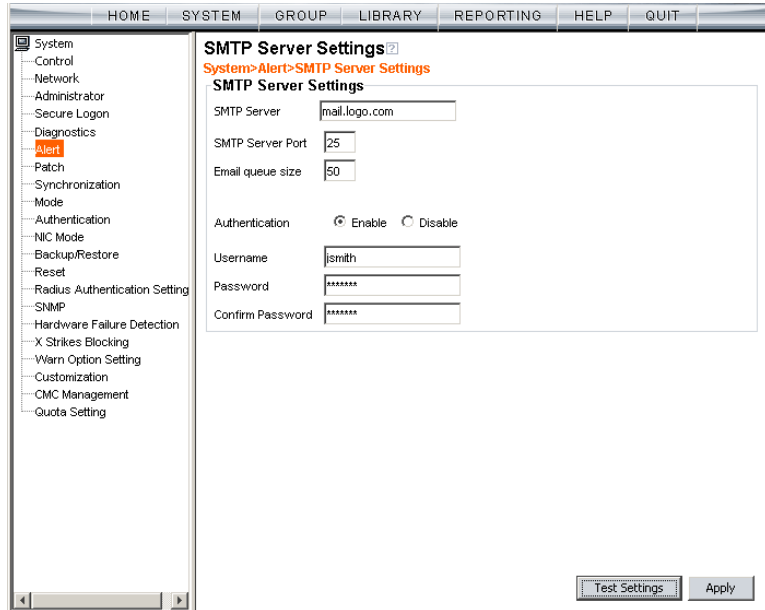 HOME SYSTEM GROUP LIBRARY REPORTING HELP QUIT
System
Control
Network
Administrator
Secure Logon
Diagnostics
Alert
Patch
Synchronization
Mode
Authentication
NIC Mode
Backup/Restore
Reset
Radius Authentication Setting
SNMP
Hardware Failure Detection
X Strikes Blocking
Warn Option Setting
Customization
CMC Management
Quota Setting
SMTP Server Settings?
System>Alert>SMTP Server Settings
SMTP Server Settings
SMTP Server mail.logo.com
SMTP Server Port 25
Email queue size 50
Authentication Enable Disable
Username jsmith
Password *******
Confirm Password *******
Test Settings Apply